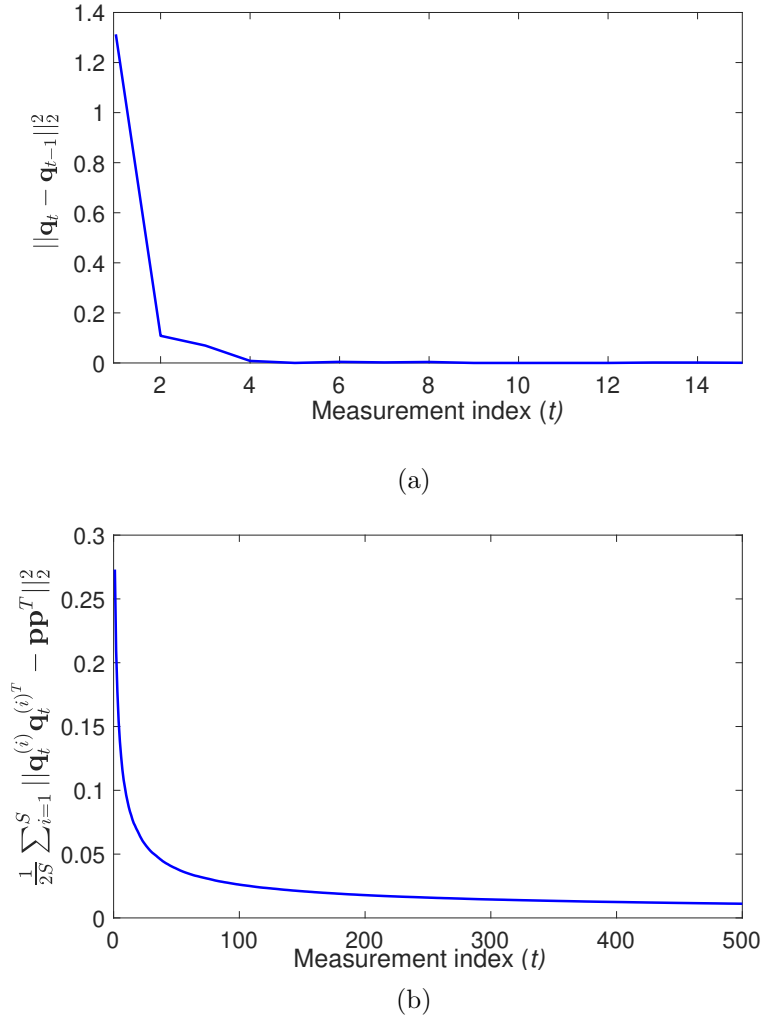 1.4
1.2
1
0.8
0.6
0.4
0.2
0
||q_t − q_{t−1}||_2^2
2 4 6 8 10 12 14
Measurement index (t)
(a)
0.3
0.25
0.2
0.15
0.1
0.05
0
\frac{1}{2S} \sum_{i=1}^{S} ||q_t^{(i)} q_t^{(i)^T} − pp^T||_2^2
0 100 200 300 400 500
Measurement index (t)
(b)